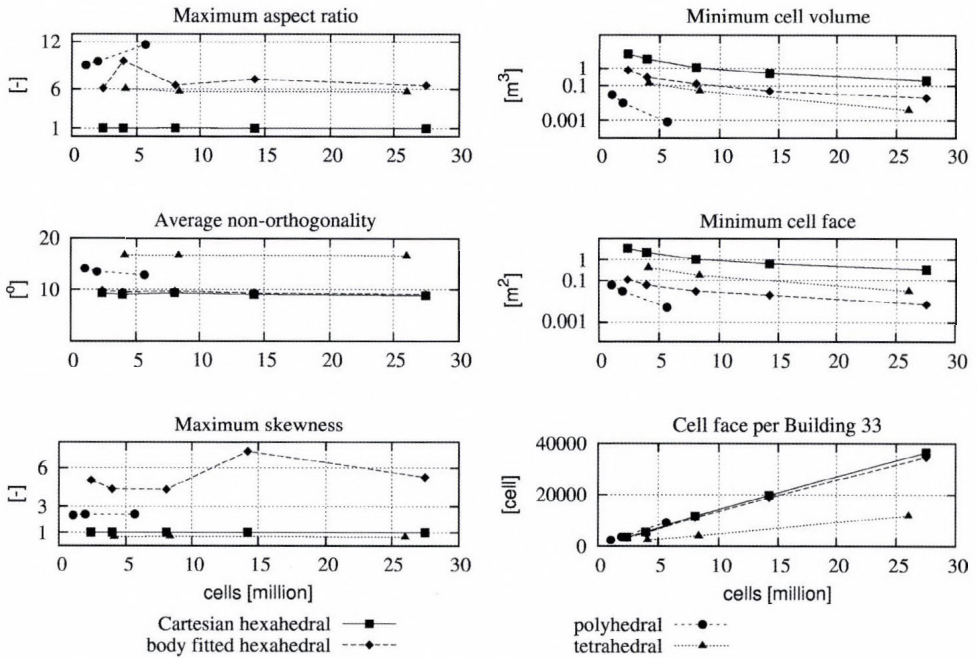 Maximum aspect ratio
12
6
1
[-]
0 5 10 15 20 25 30
Minimum cell volume
1
0.1
0.001
[m3]
0 5 10 15 20 25 30
Average non-orthogonality
20
10
[°]
0 5 10 15 20 25 30
Minimum cell face
1
0.1
0.001
[m2]
0 5 10 15 20 25 30
Maximum skewness
6
3
1
[-]
0 5 10 15 20 25 30
cells [million]
Cell face per Building 33
40000
20000
0
[cell]
0 5 10 15 20 25 30
cells [million]
Cartesian hexahedral
body fitted hexahedral
polyhedral
tetrahedral